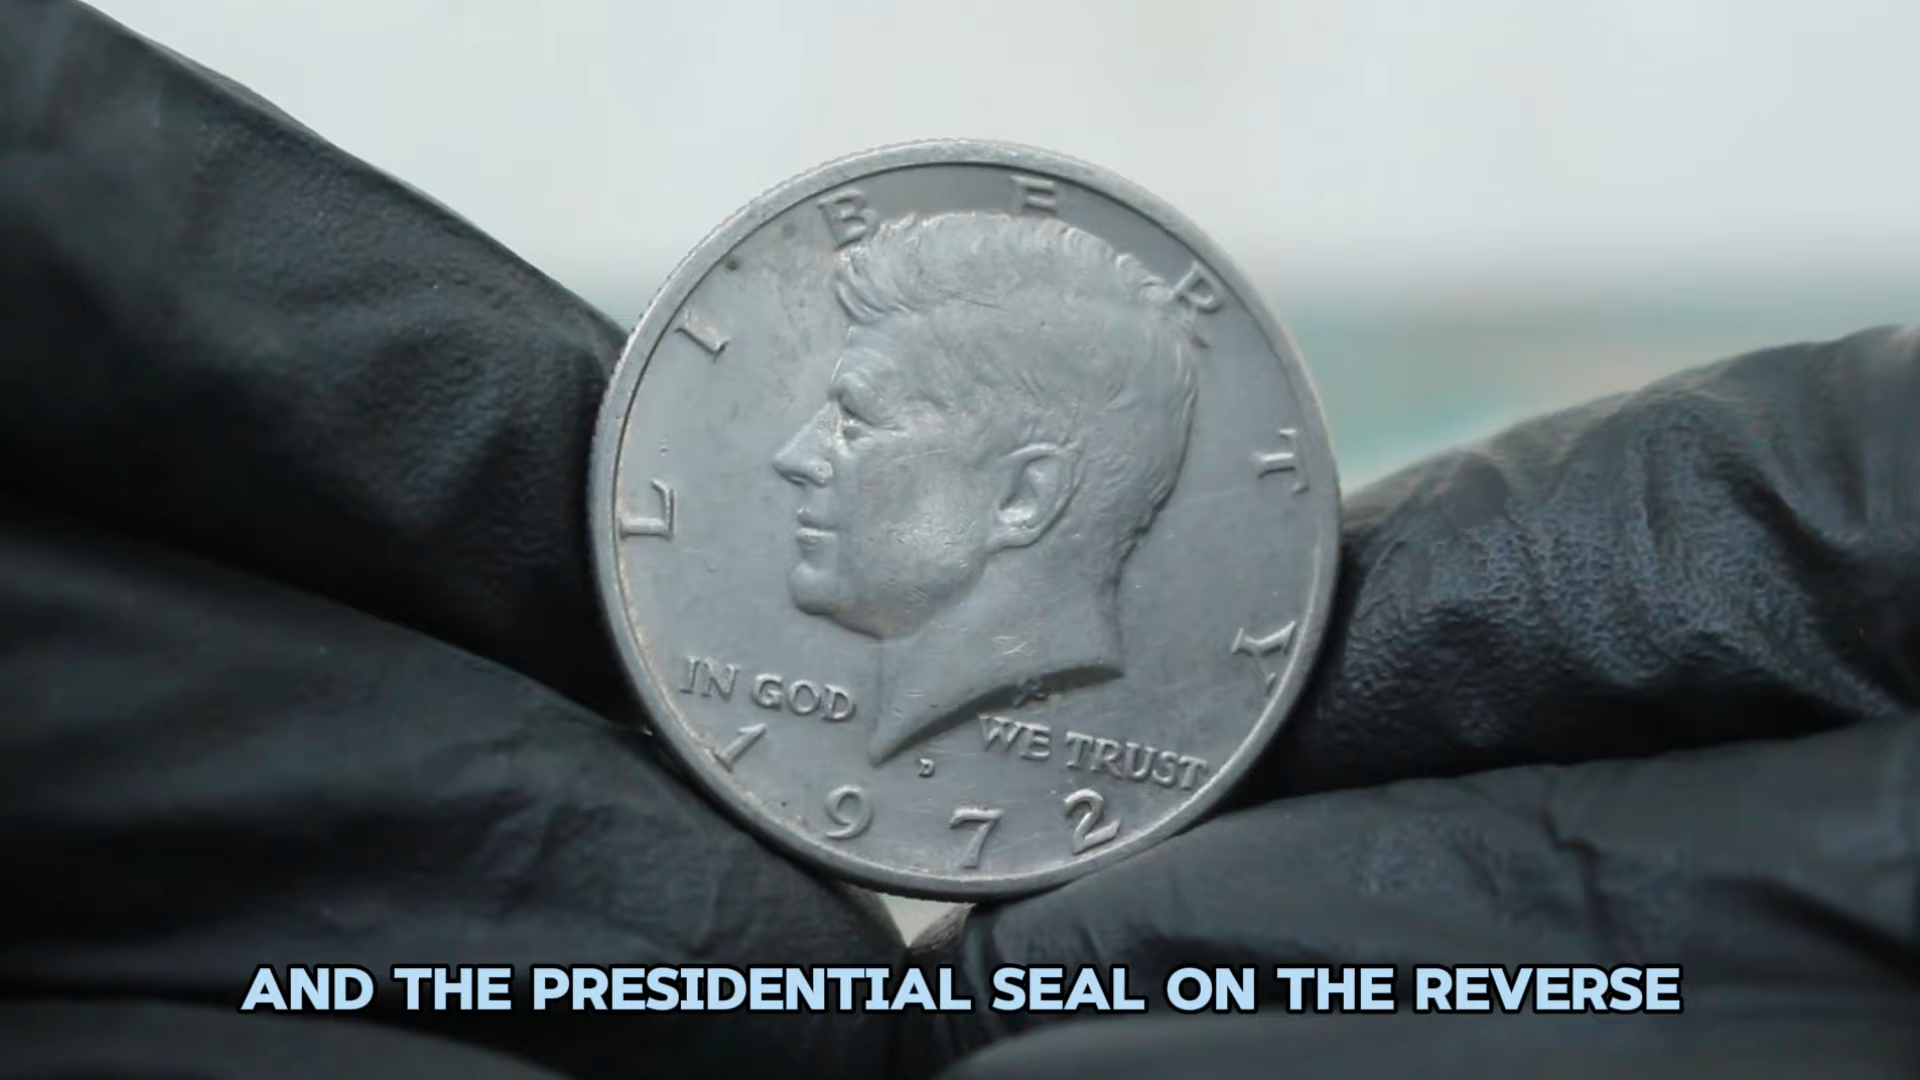 LIBERTY
IN GOD WE TRUST
D
1972
AND THE PRESIDENTIAL SEAL ON THE REVERSE